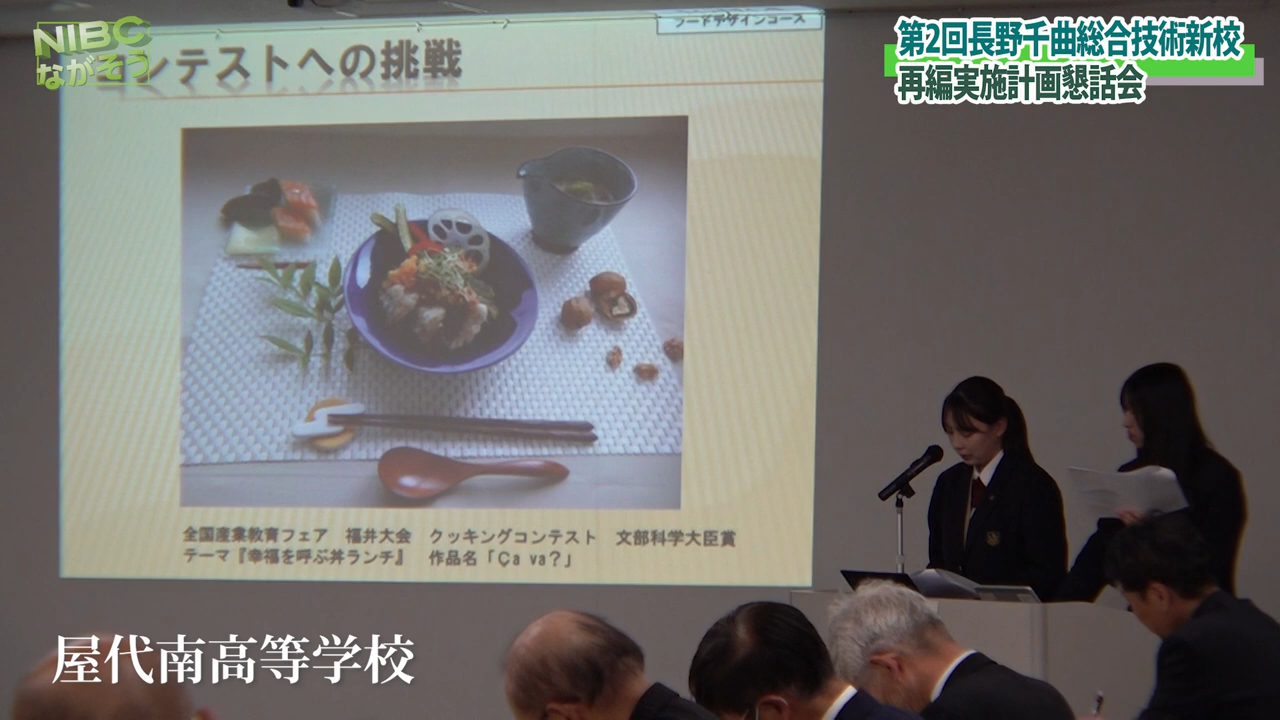 NIBC
ながそう
ンテストへの挑戦
フードデザインコース
第2回長野千曲総合技術新校
再編実施計画懇話会
全国産業教育フェア 福井大会 クッキングコンテスト 文部科学大臣賞
テーマ『幸福を呼ぶ丼ランチ』 作品名「Ça va?」
屋代南高等学校